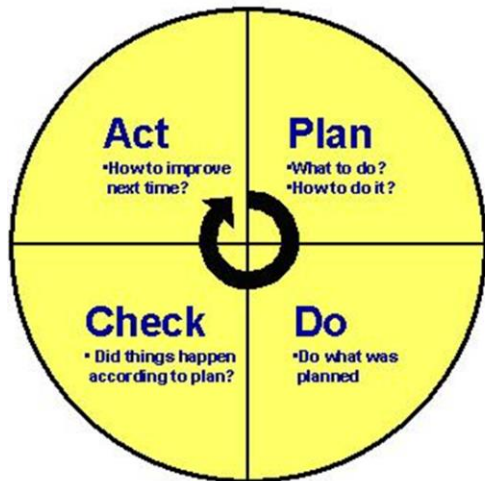 Act
•How to improve
next time?
Plan
•What to do?
•How to do it?
Check
• Did things happen
according to plan?
Do
•Do what was
planned